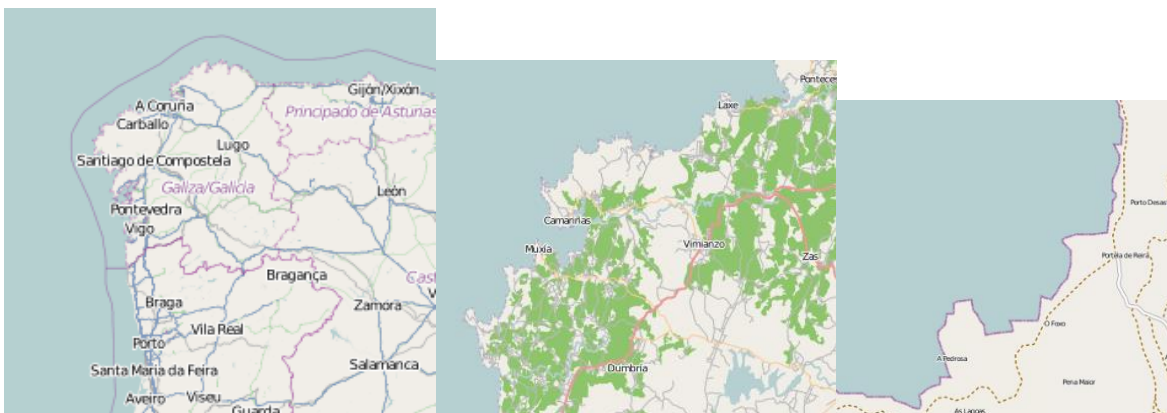 Gijón/Xixón
A Coruña
Principado de Asturias
Carballo
Lugo
Santiago de Compostela
Galiza/Galicia
León
Pontevedra
Vigo
Bragança
Cast
Braga
Zamora
V
Vila Real
Porto
Salamanca
Santa Maria da Feira
Aveiro
Viseu
Guarda
Ponteces
Laxe
Camariñas
Vimianzo
Muxía
Zas
Dumbría
Porto Desas
Portela de Reira
O Foxo
A Pedrosa
Pena Maior
As Lagoas